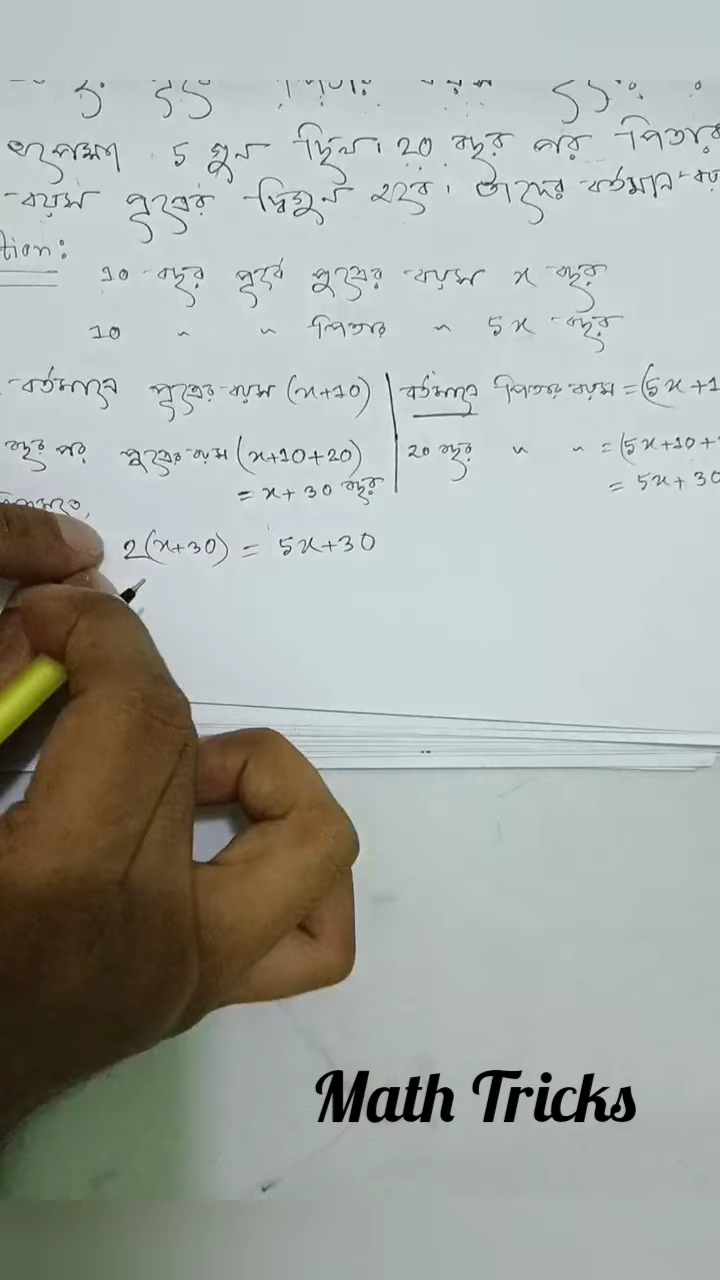 অপেক্ষা 5 গুন ছিল। 20 বছর পর পিতার
বয়স পুত্রের দ্বিগুন হবে। তাদের বর্তমান বয়
tion:
10 বছর পূর্বে পুত্রের বয়স x বছর
10 " " পিতার " 5x বছর
বর্তমানে পুত্রের বয়স (x+10)
বছর পর পুত্রের বয়স (x+10+20)
= x+30 বছর
বর্তমানে পিতার বয়স = (5x+1
20 বছর " " = (5x+10+
= 5x+30
2(x+30) = 5x+30
Math Tricks